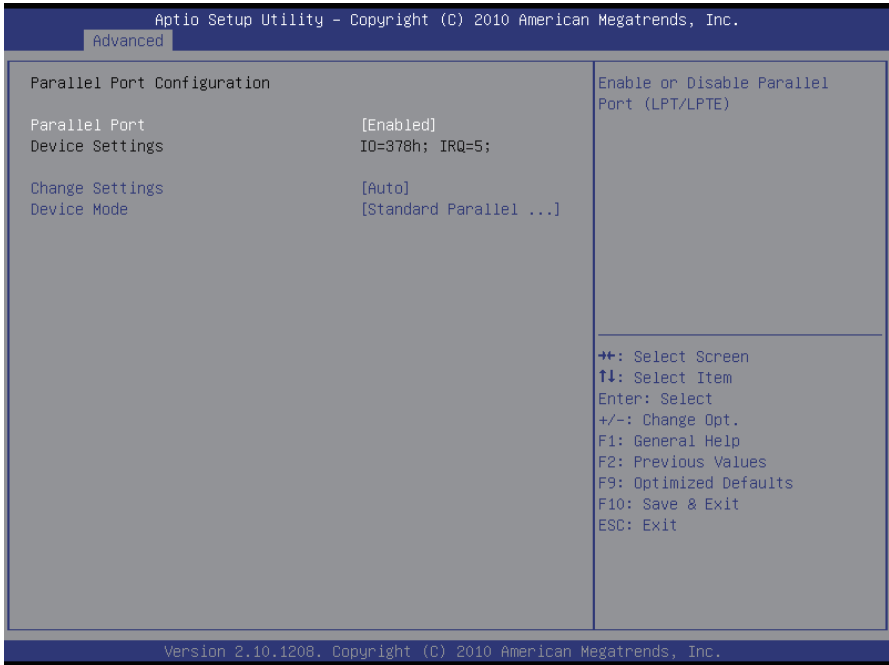 Aptio Setup Utility – Copyright (C) 2010 American Megatrends, Inc.
Advanced
Parallel Port Configuration
Parallel Port [Enabled]
Device Settings IO=378h; IRQ=5;
Change Settings [Auto]
Device Mode [Standard Parallel ...]
Enable or Disable Parallel
Port (LPT/LPTE)
→←: Select Screen
↑↓: Select Item
Enter: Select
+/-: Change Opt.
F1: General Help
F2: Previous Values
F9: Optimized Defaults
F10: Save & Exit
ESC: Exit
Version 2.10.1208. Copyright (C) 2010 American Megatrends, Inc.